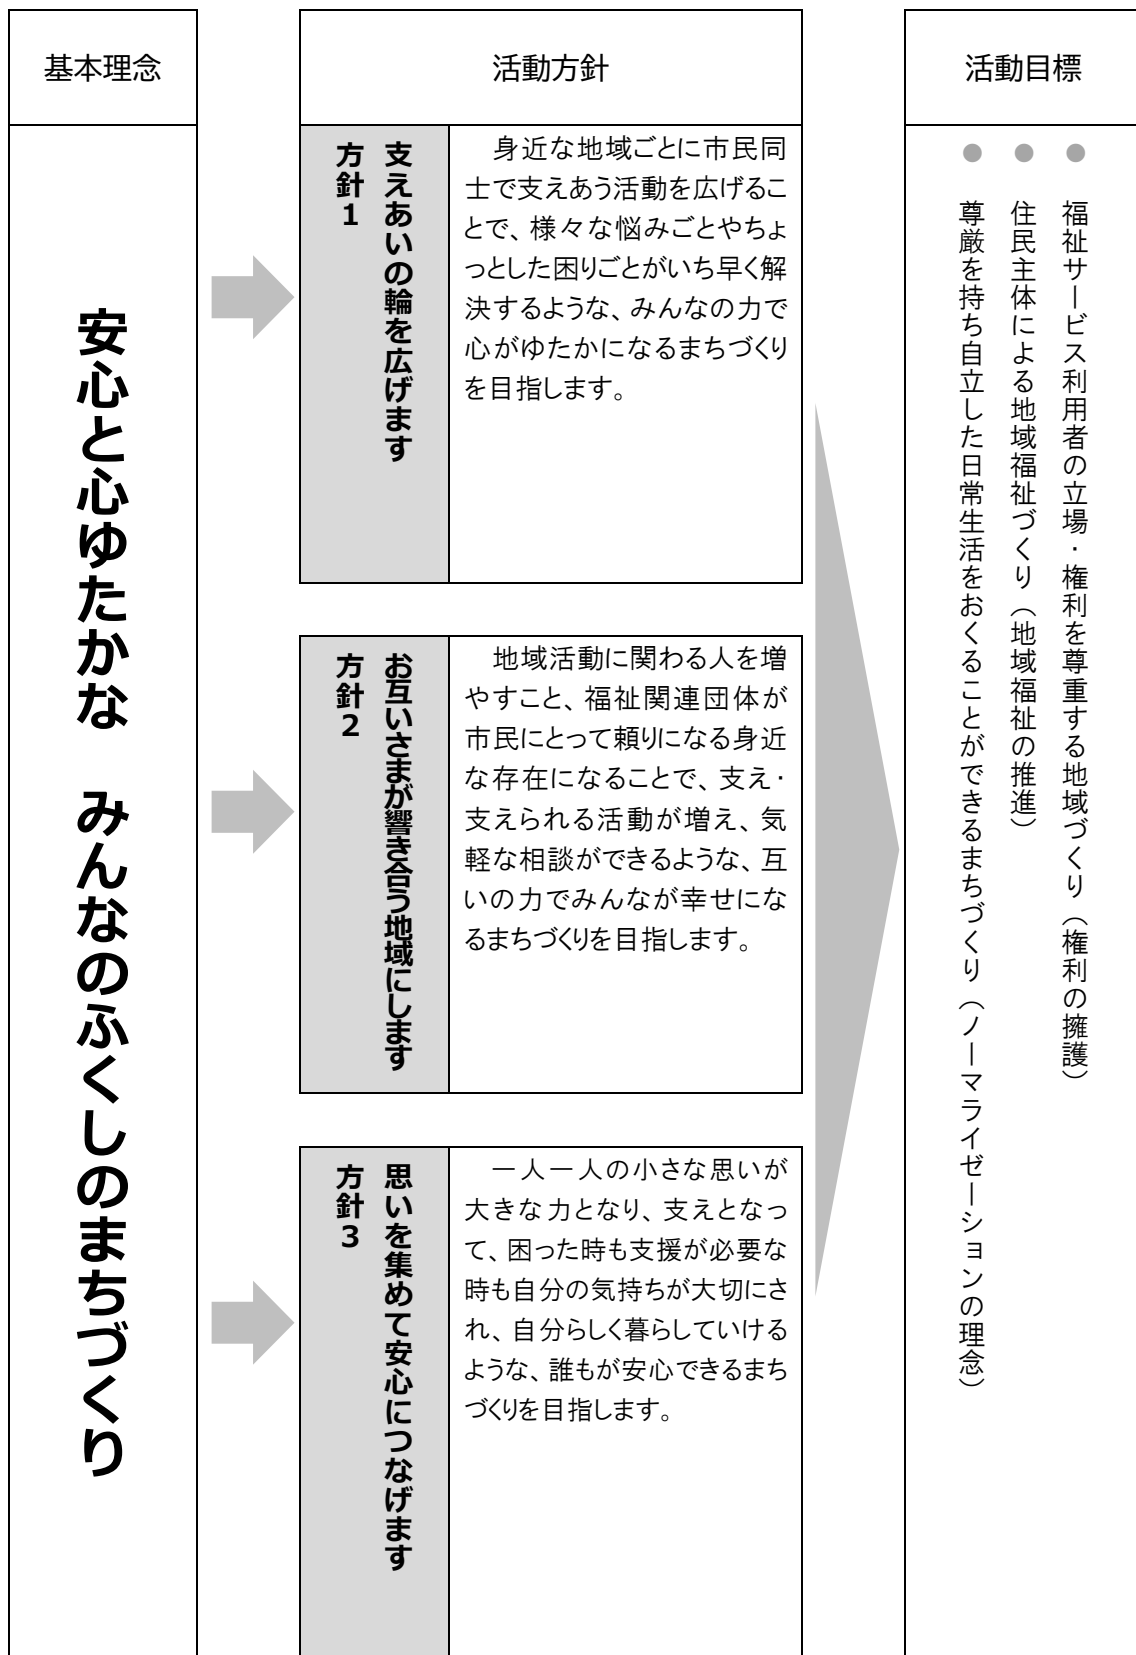 基本理念
安心と心ゆたかな　みんなのふくしのまちづくり
活動方針
支えあいの輪を広げます
方針1
身近な地域ごとに市民同
士で支えあう活動を広げるこ
とで、様々な悩みごとやちょ
っとした困りごとがいち早く解
決するような、みんなの力で
心がゆたかになるまちづくり
を目指します。
お互いさまが響き合う地域にします
方針2
地域活動に関わる人を増
やすこと、福祉関連団体が
市民にとって頼りになる身近
な存在になることで、支え・
支えられる活動が増え、気
軽な相談ができるような、互
いの力でみんなが幸せにな
るまちづくりを目指します。
思いを集めて安心につなげます
方針3
一人一人の小さな思いが
大きな力となり、支えとなっ
て、困った時も支援が必要な
時も自分の気持ちが大切にさ
れ、自分らしく暮らしていける
ような、誰もが安心できるまち
づくりを目指します。
活動目標
● 福祉サービス利用者の立場・権利を尊重する地域づくり（権利の擁護）
● 住民主体による地域福祉づくり（地域福祉の推進）
● 尊厳を持ち自立した日常生活をおくることができるまちづくり（ノーマライゼーションの理念）